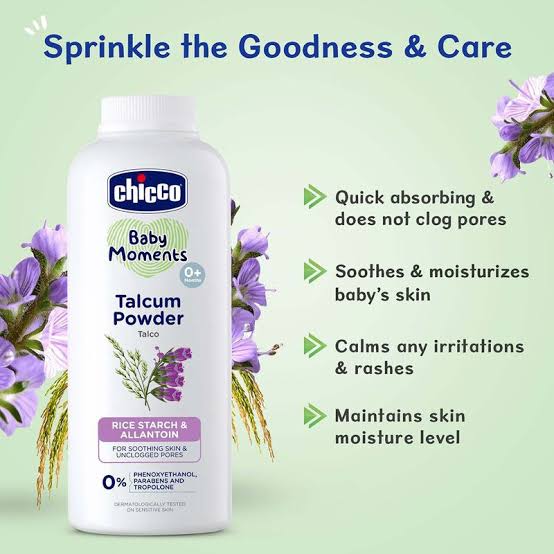 Sprinkle the Goodness & Care
chicco
Baby
Moments
0+
Months
Talcum
Powder
Talco
RICE STARCH &
ALLANTOIN
FOR SOOTHING SKIN &
UNCLOGGED PORES
0% PHENOXYETHANOL,
PARABENS AND
TROPOLONE
DERMATOLOGICALLY TESTED
ON SENSITIVE SKIN
Quick absorbing &
does not clog pores
Soothes & moisturizes
baby's skin
Calms any irritations
& rashes
Maintains skin
moisture level